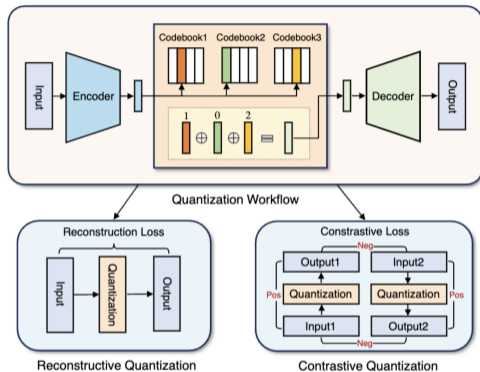 Codebook1 Codebook2 Codebook3
Input
Encoder
Decoder
Output
1 0 2
⊕ ⊕ =
Quantization Workflow
Reconstruction Loss
Input
Quantization
Output
Reconstructive Quantization
Constrastive Loss
Neg
Output1 Input2
Pos Quantization Quantization Pos
Input1 Output2
Neg
Contrastive Quantization